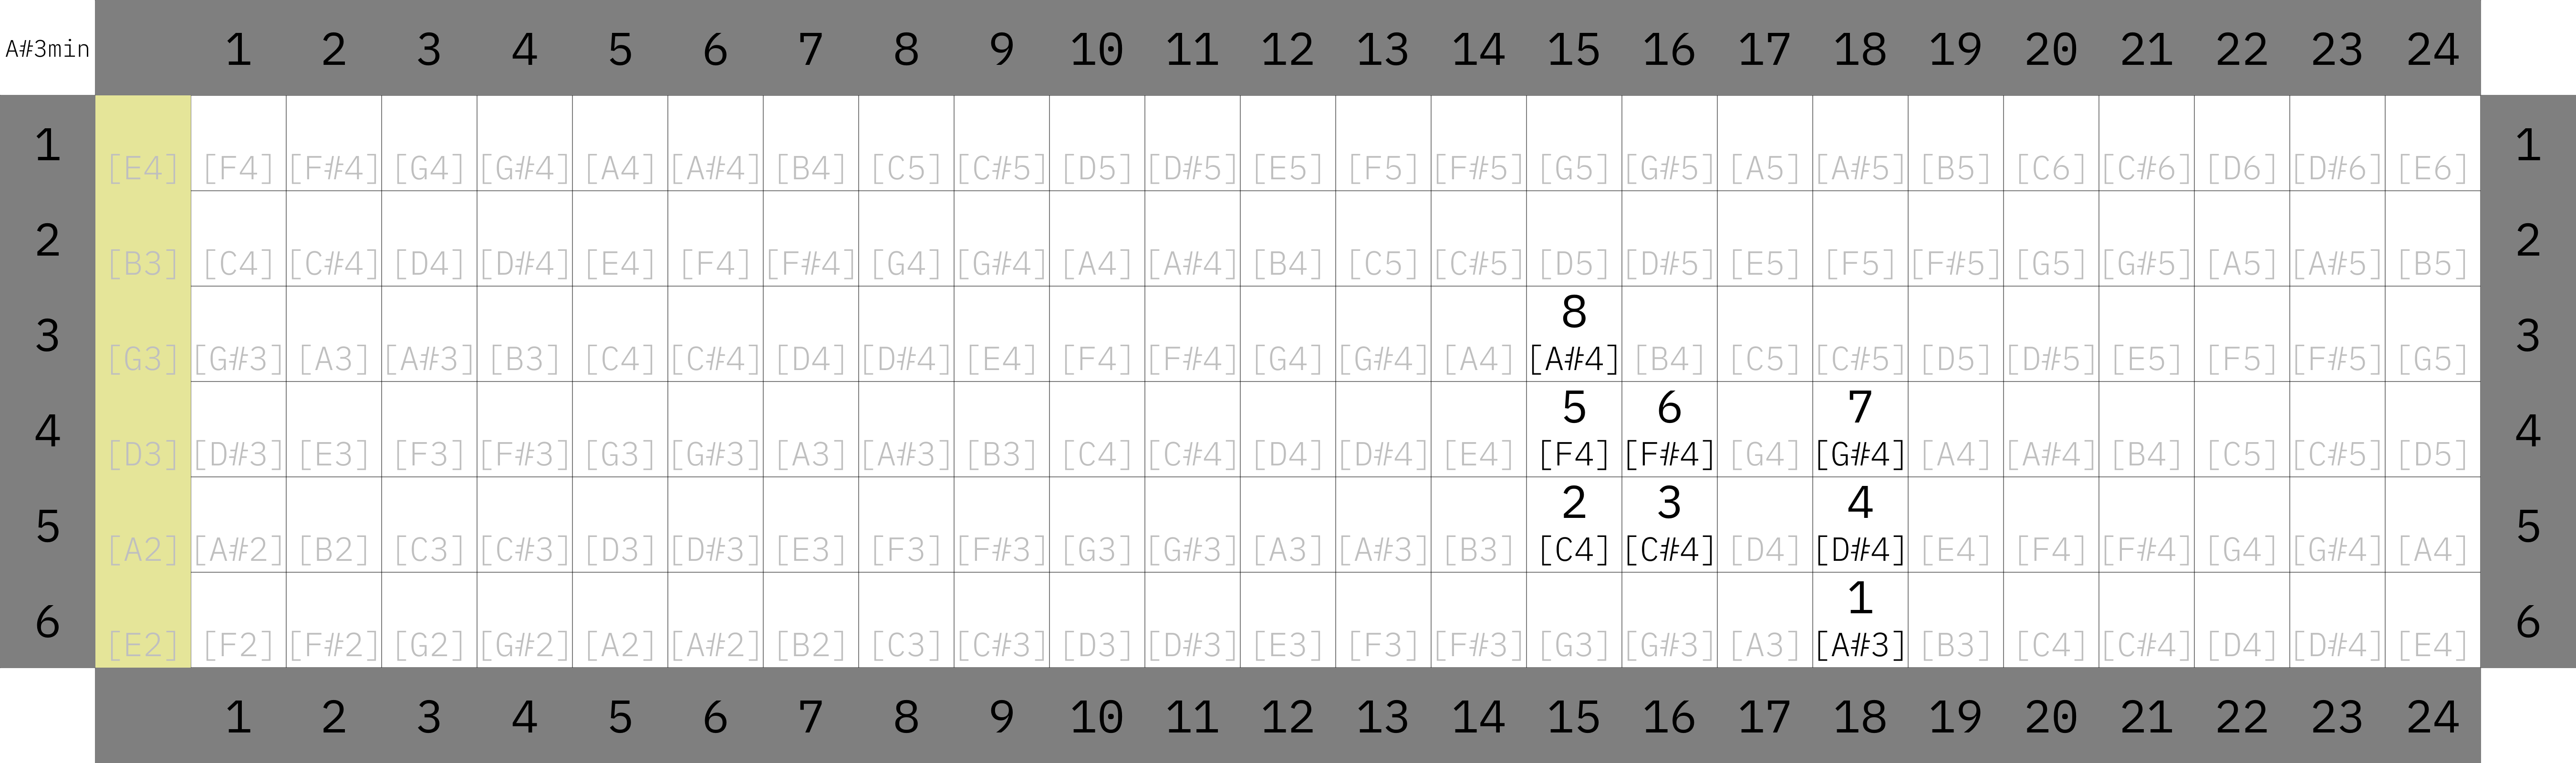 A#3min 1 2 3 4 5 6 7 8 9 10 11 12 13 14 15 16 17 18 19 20 21 22 23 24
1 [E4] [F4] [F#4] [G4] [G#4] [A4] [A#4] [B4] [C5] [C#5] [D5] [D#5] [E5] [F5] [F#5] [G5] [G#5] [A5] [A#5] [B5] [C6] [C#6] [D6] [D#6] [E6] 1
2 [B3] [C4] [C#4] [D4] [D#4] [E4] [F4] [F#4] [G4] [G#4] [A4] [A#4] [B4] [C5] [C#5] [D5] [D#5] [E5] [F5] [F#5] [G5] [G#5] [A5] [A#5] [B5] 2
8
3 [G3] [G#3] [A3] [A#3] [B3] [C4] [C#4] [D4] [D#4] [E4] [F4] [F#4] [G4] [G#4] [A4] [A#4] [B4] [C5] [C#5] [D5] [D#5] [E5] [F5] [F#5] [G5] 3
5 6 7
4 [D3] [D#3] [E3] [F3] [F#3] [G3] [G#3] [A3] [A#3] [B3] [C4] [C#4] [D4] [D#4] [E4] [F4] [F#4] [G4] [G#4] [A4] [A#4] [B4] [C5] [C#5] [D5] 4
2 3 4
5 [A2] [A#2] [B2] [C3] [C#3] [D3] [D#3] [E3] [F3] [F#3] [G3] [G#3] [A3] [A#3] [B3] [C4] [C#4] [D4] [D#4] [E4] [F4] [F#4] [G4] [G#4] [A4] 5
1
6 [E2] [F2] [F#2] [G2] [G#2] [A2] [A#2] [B2] [C3] [C#3] [D3] [D#3] [E3] [F3] [F#3] [G3] [G#3] [A3] [A#3] [B3] [C4] [C#4] [D4] [D#4] [E4] 6
1 2 3 4 5 6 7 8 9 10 11 12 13 14 15 16 17 18 19 20 21 22 23 24